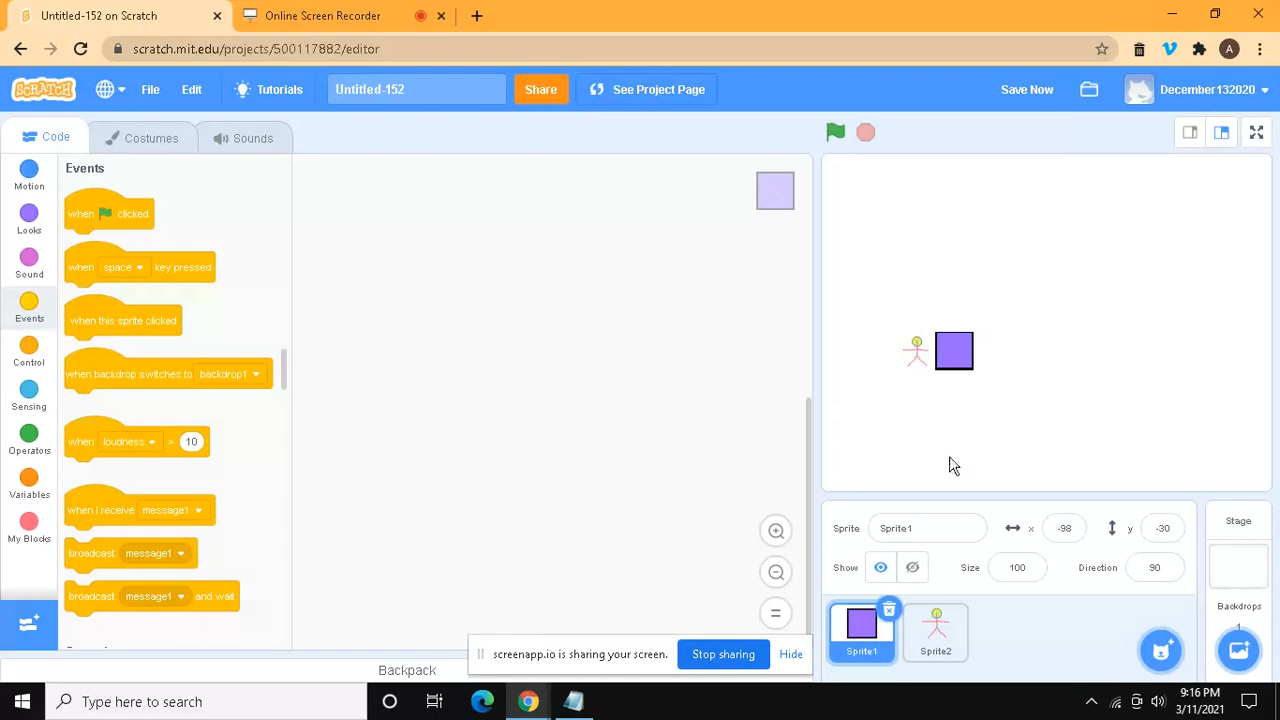 Untitled-152 on Scratch
Online Screen Recorder
scratch.mit.edu/projects/500117882/editor
A
SCRATCH
File
Edit
Tutorials
Untitled-152
Share
See Project Page
Save Now
December132020
Code
Costumes
Sounds
Motion
Looks
Sound
Events
Control
Sensing
Operators
Variables
My Blocks
Events
when clicked
when space key pressed
when this sprite clicked
when backdrop switches to backdrop1
when loudness > 10
when I receive message1
broadcast message1
broadcast message1 and wait
Sprite
Sprite1
x
-98
y
-30
Show
Size
100
Direction
90
Sprite1
Sprite2
Stage
Backdrops
1
screenapp.io is sharing your screen.
Stop sharing
Hide
Backpack
Type here to search
9:16 PM
3/11/2021